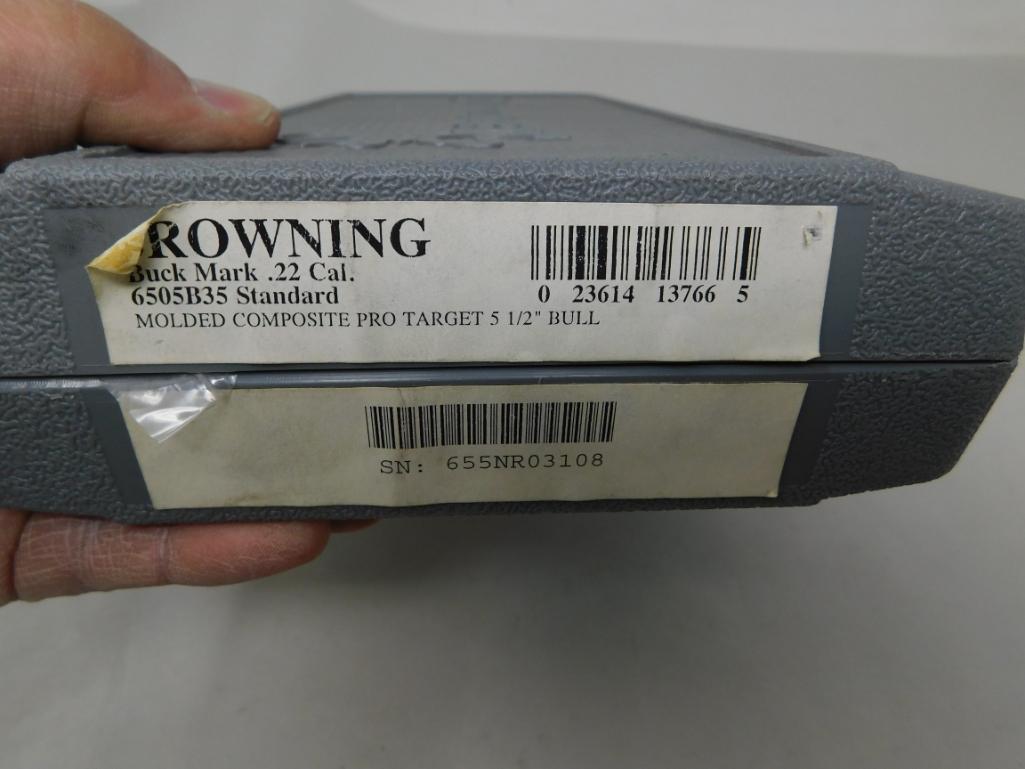 BROWNING
Buck Mark .22 Cal.
6505B35 Standard
MOLDED COMPOSITE PRO TARGET 5 1/2" BULL
0 23614 13766 5
SN: 655NR03108